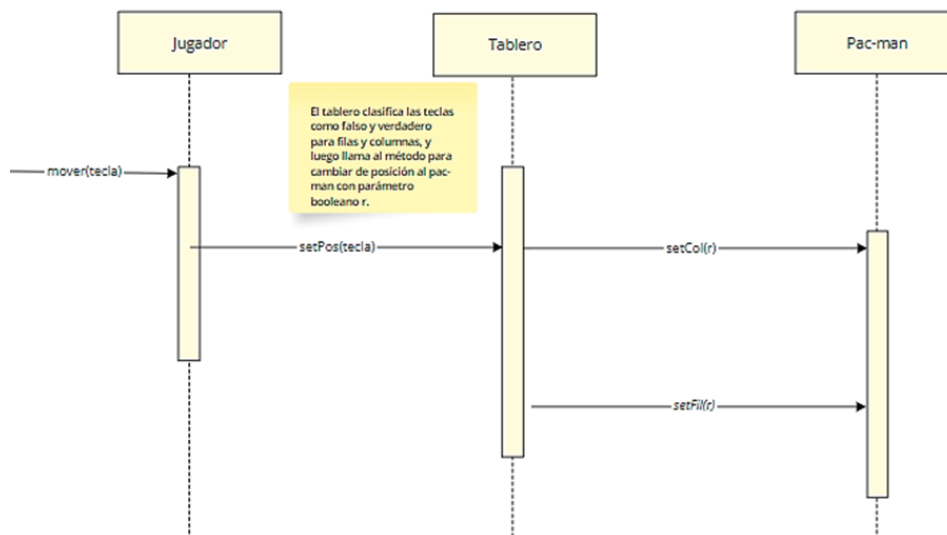 Jugador
Tablero
Pac-man
El tablero clasifica las teclas
como falso y verdadero
para filas y columnas, y
luego llama al método para
cambiar de posición al pac-
man con parámetro
booleano r.
mover(tecla)
setPos(tecla)
setCol(r)
setFil(r)